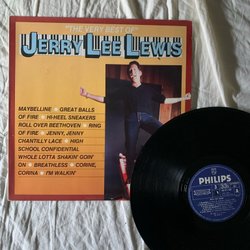 "THE VERY BEST OF"
JERRY LEE LEWIS
MAYBELLINE GREAT BALLS
OF FIRE HI-HEEL SNEAKERS
ROLL OVER BEETHOVEN RING
OF FIRE JENNY, JENNY
CHANTILLY LACE HIGH
SCHOOL CONFIDENTIAL
WHOLE LOTTA SHAKIN' GOIN'
ON BREATHLESS CORINE,
CORINA I'M WALKIN'
PHILIPS